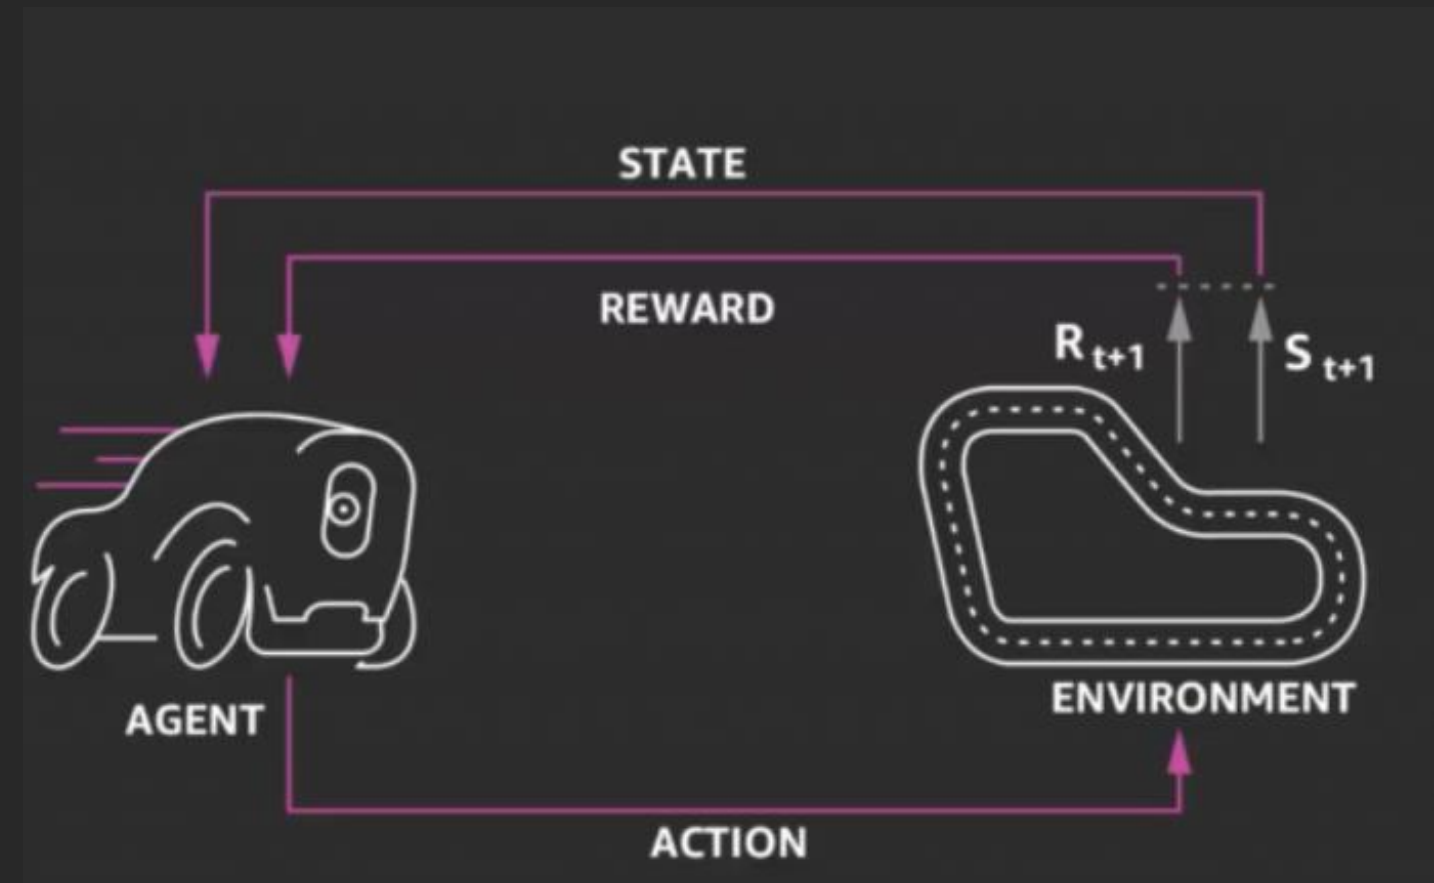 STATE
REWARD
R t+1
S t+1
AGENT
ENVIRONMENT
ACTION